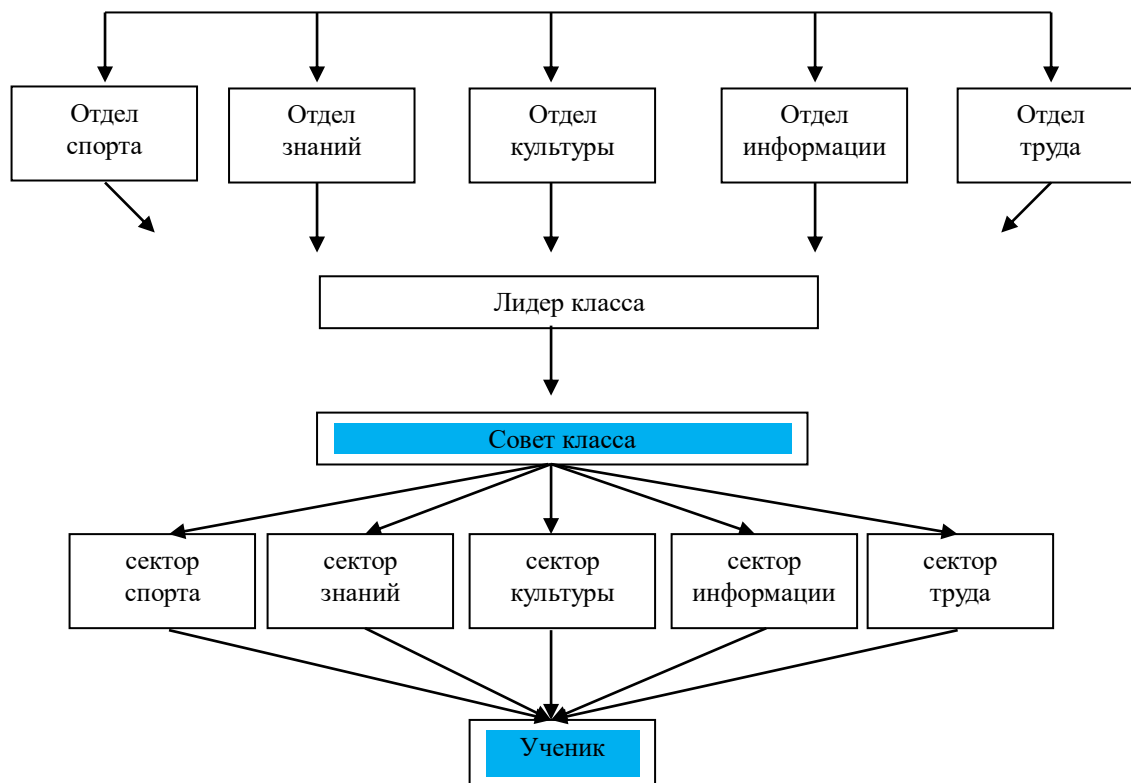 Отдел
спорта
Отдел
знаний
Отдел
культуры
Отдел
информации
Отдел
труда
Лидер класса
Совет класса
сектор
спорта
сектор
знаний
сектор
культуры
сектор
информации
сектор
труда
Ученик